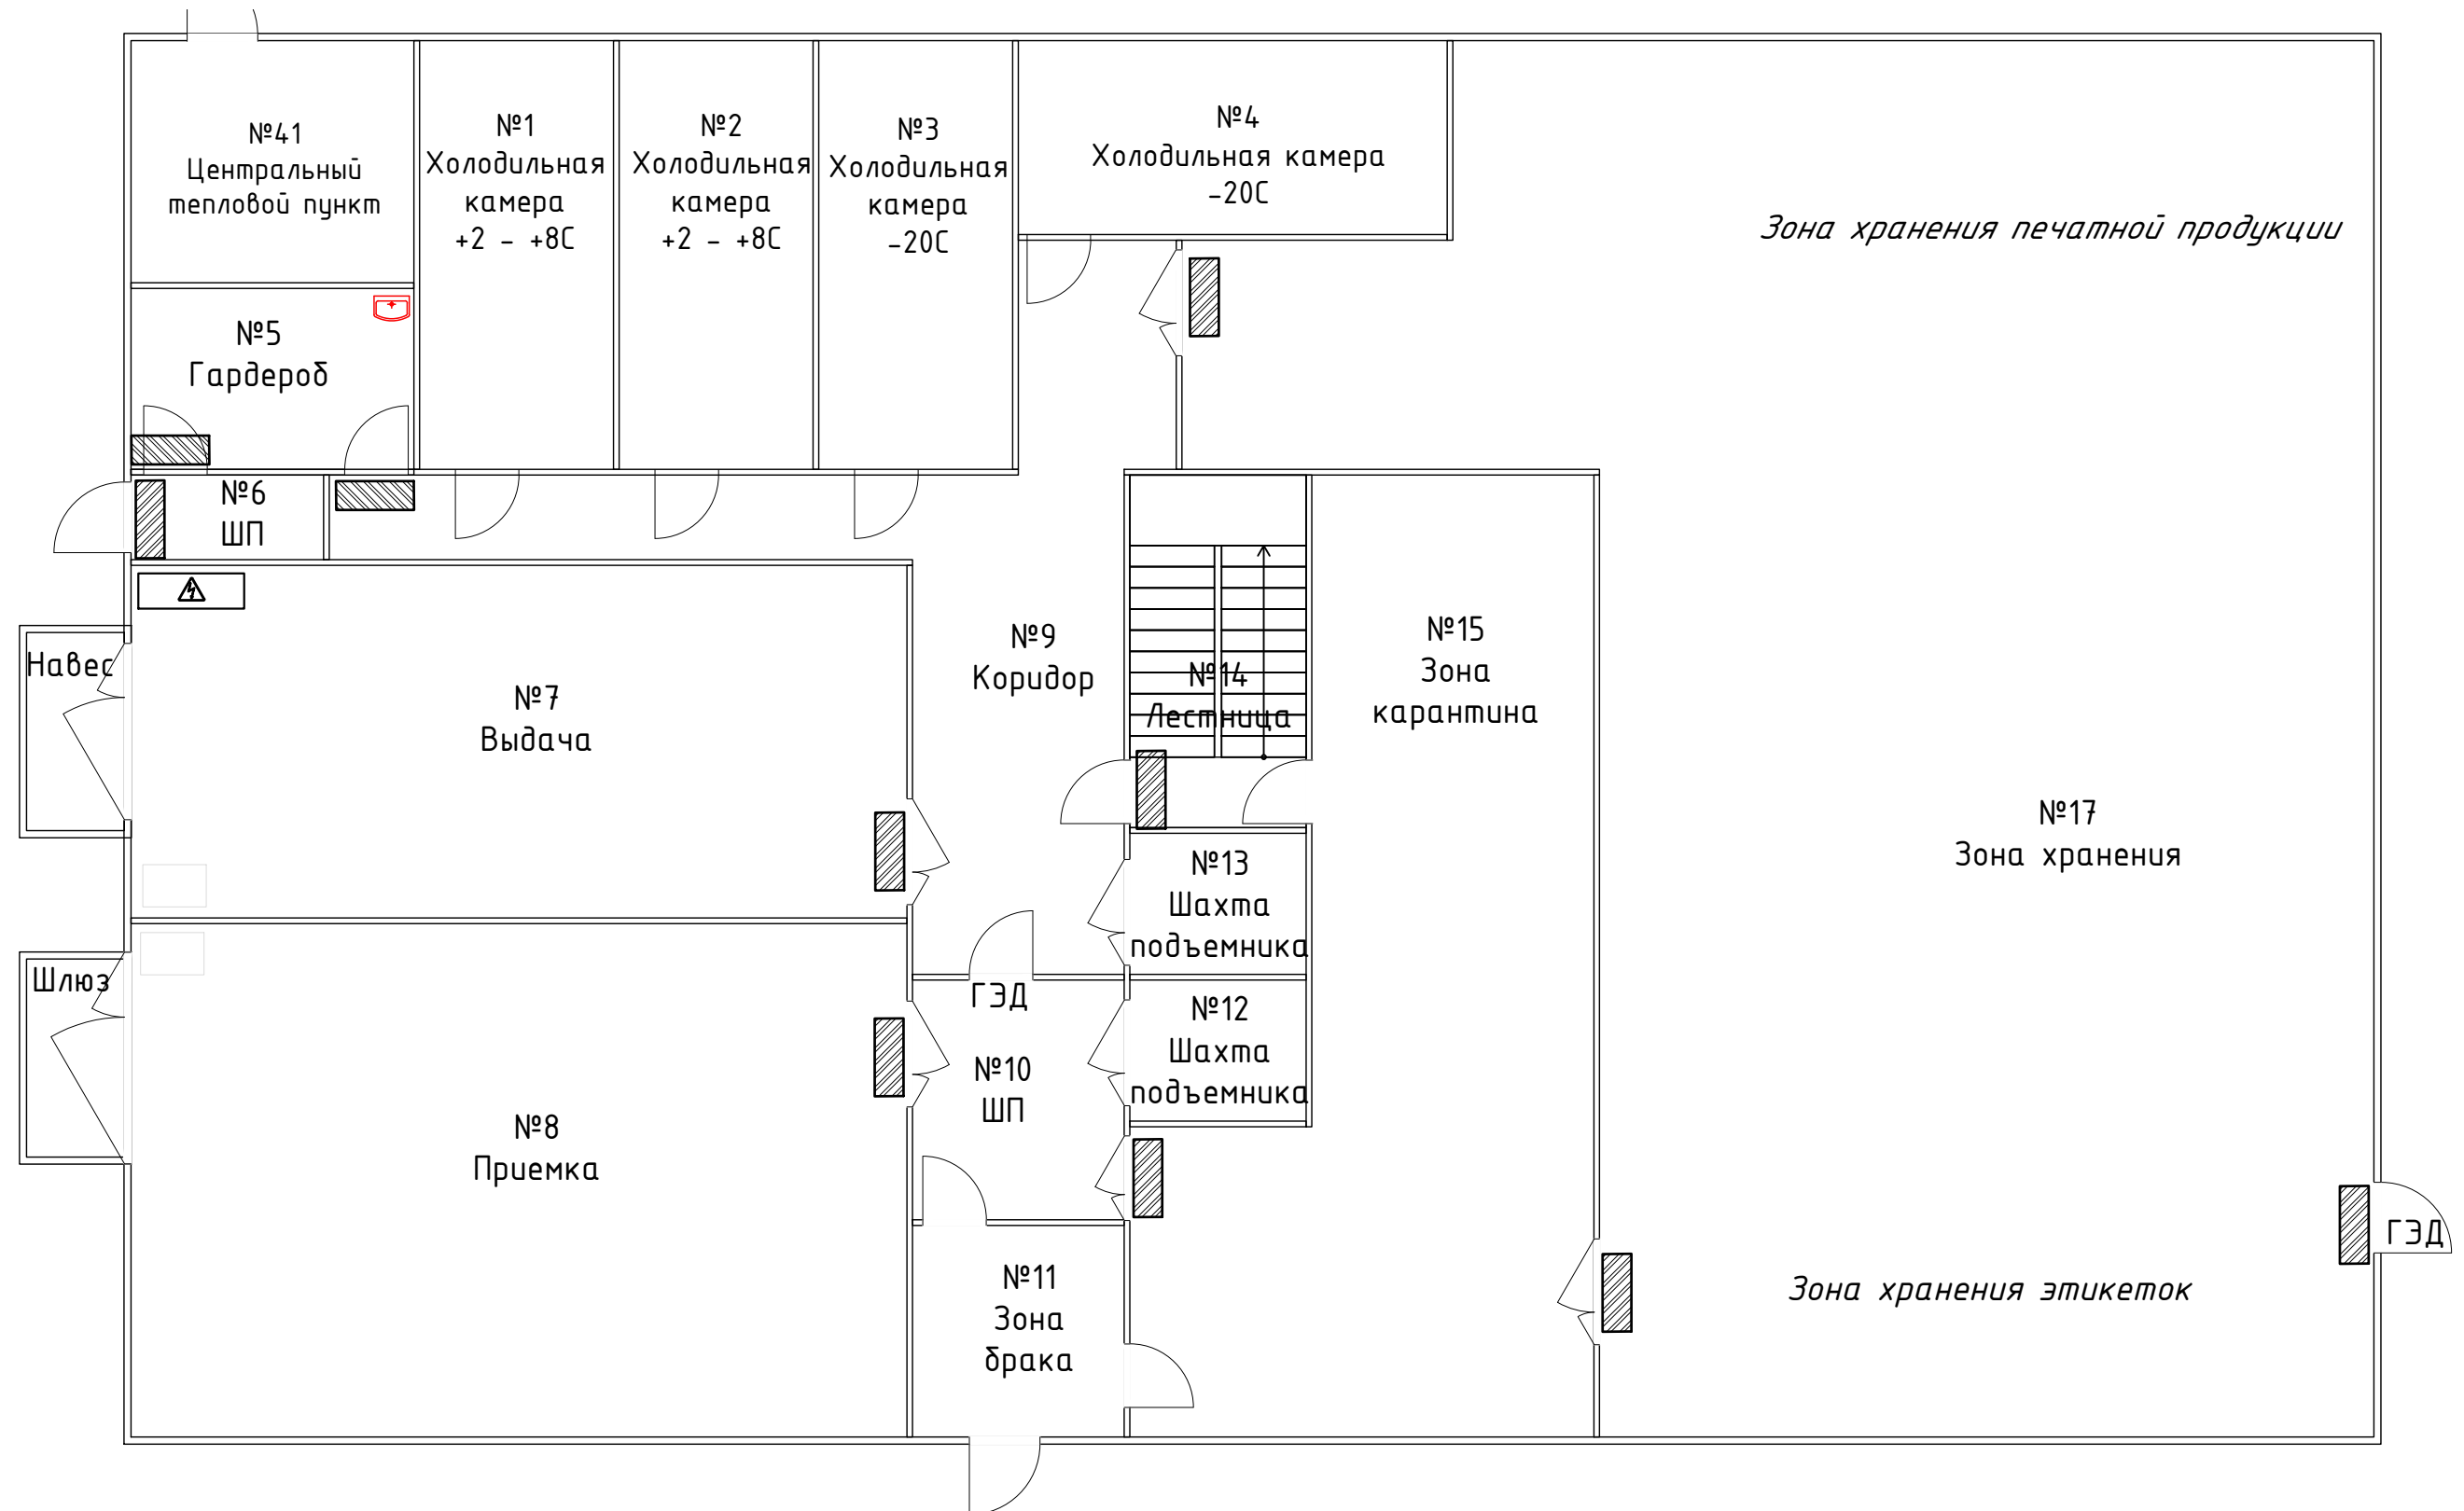 №41
Центральный
тепловой пункт
№1
Холодильная
камера
+2 - +8С
№2
Холодильная
камера
+2 - +8С
№3
Холодильная
камера
-20С
№4
Холодильная камера
-20С
Зона хранения печатной продукции
№5
Гардероб
№6
ШП
Навес
№7
Выдача
№9
Коридор
№14
Лестница
№15
Зона
карантина
№17
Зона хранения
№13
Шахта
подъемника
Шлюз
ГЭД
№12
Шахта
подъемника
№10
ШП
№8
Приемка
№11
Зона
брака
Зона хранения этикеток
ГЭД